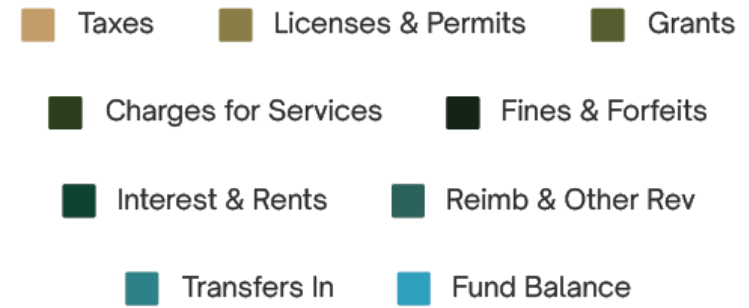 Taxes Licenses & Permits Grants
Charges for Services Fines & Forfeits
Interest & Rents Reimb & Other Rev
Transfers In Fund Balance